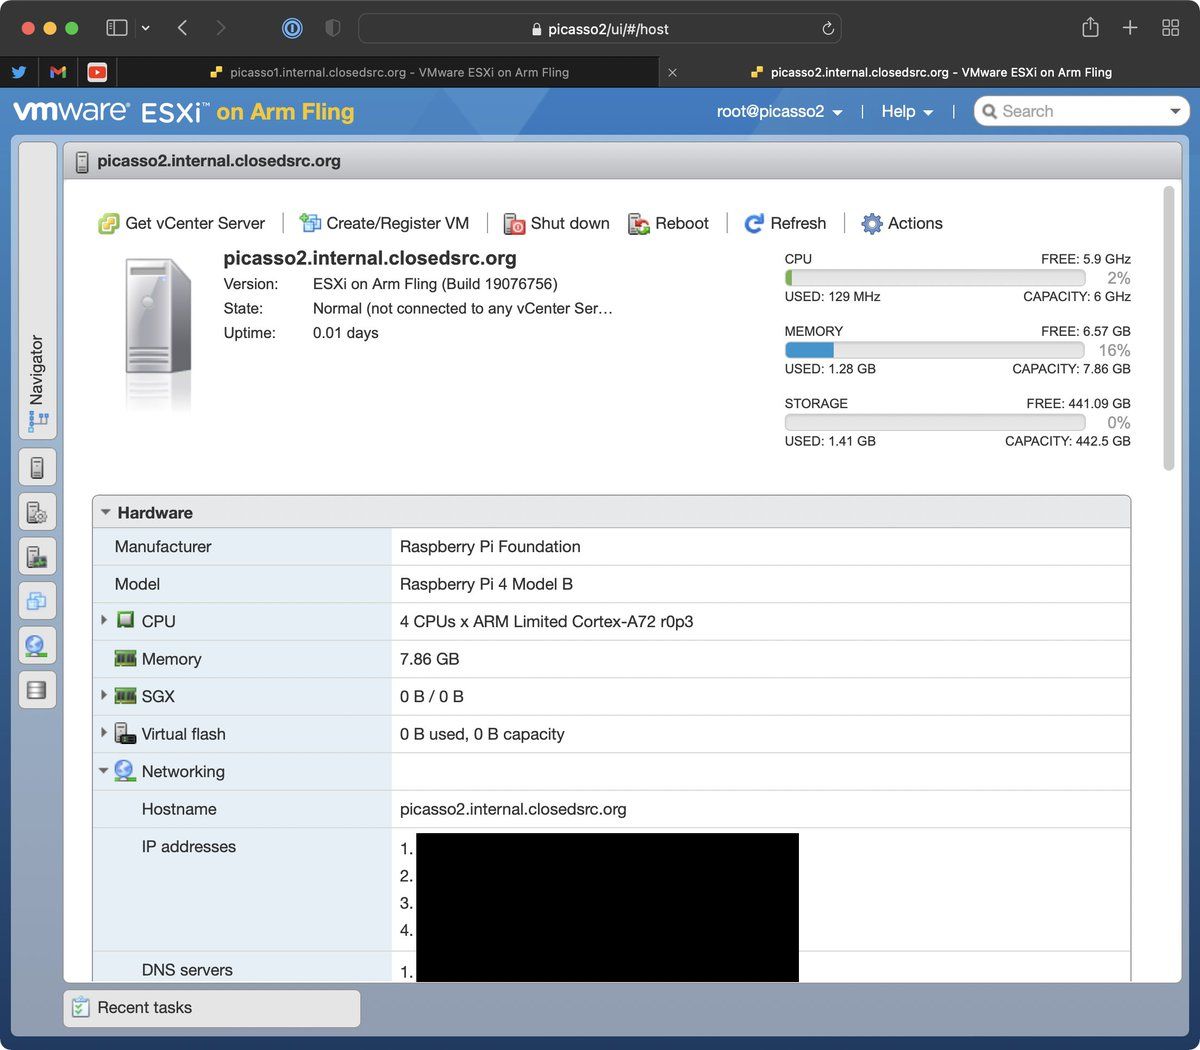 picasso2/ui/#/host
picasso1.internal.closedsrc.org - VMware ESXi on Arm Fling
picasso2.internal.closedsrc.org - VMware ESXi on Arm Fling
vmware® ESXi™ on Arm Fling
root@picasso2 | Help | Search
Navigator
picasso2.internal.closedsrc.org
Get vCenter Server | Create/Register VM | Shut down Reboot | Refresh | Actions
picasso2.internal.closedsrc.org
Version: ESXi on Arm Fling (Build 19076756)
State: Normal (not connected to any vCenter Ser…
Uptime: 0.01 days
CPU FREE: 5.9 GHz
2%
USED: 129 MHz CAPACITY: 6 GHz
MEMORY FREE: 6.57 GB
16%
USED: 1.28 GB CAPACITY: 7.86 GB
STORAGE FREE: 441.09 GB
0%
USED: 1.41 GB CAPACITY: 442.5 GB
Hardware
Manufacturer Raspberry Pi Foundation
Model Raspberry Pi 4 Model B
CPU 4 CPUs x ARM Limited Cortex-A72 r0p3
Memory 7.86 GB
SGX 0 B / 0 B
Virtual flash 0 B used, 0 B capacity
Networking
Hostname picasso2.internal.closedsrc.org
IP addresses 1.
2.
3.
4.
DNS servers 1.
Recent tasks